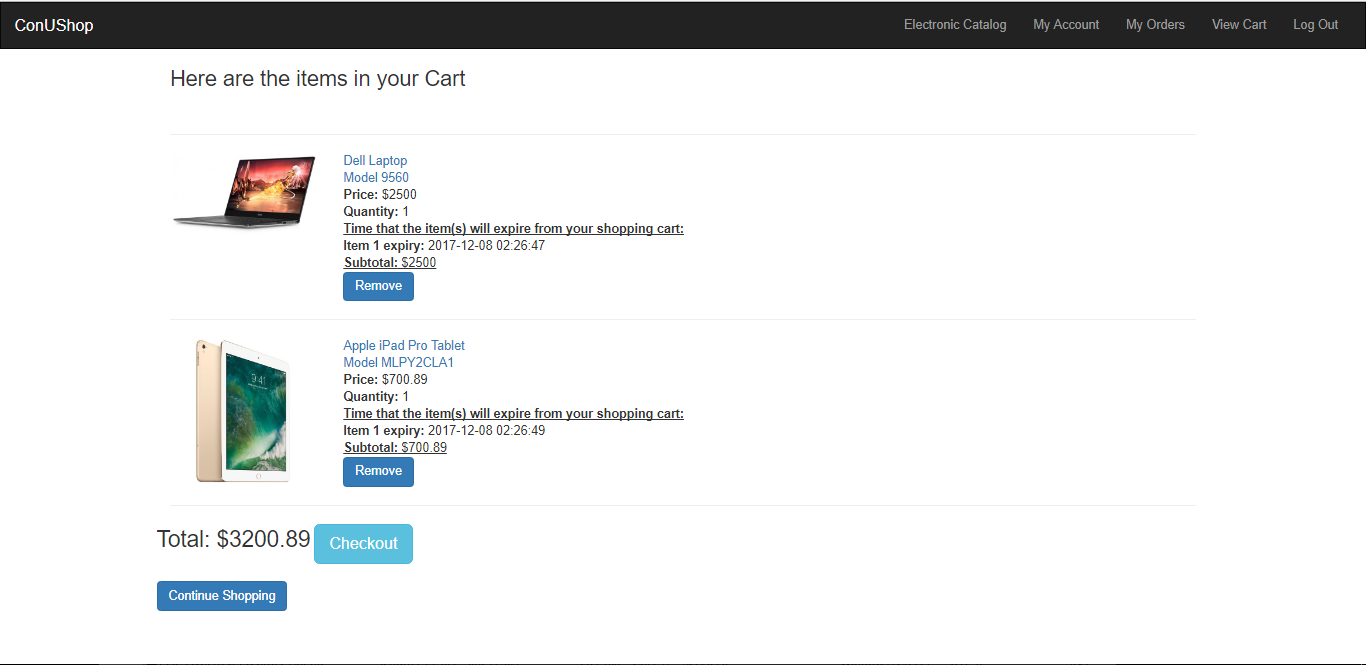 ConUShop
Electronic Catalog My Account My Orders View Cart Log Out
Here are the items in your Cart
Dell Laptop
Model 9560
Price: $2500
Quantity: 1
Time that the item(s) will expire from your shopping cart:
Item 1 expiry: 2017-12-08 02:26:47
Subtotal: $2500
Remove
9:41
Apple iPad Pro Tablet
Model MLPY2CLA1
Price: $700.89
Quantity: 1
Time that the item(s) will expire from your shopping cart:
Item 1 expiry: 2017-12-08 02:26:49
Subtotal: $700.89
Remove
Total: $3200.89 Checkout
Continue Shopping